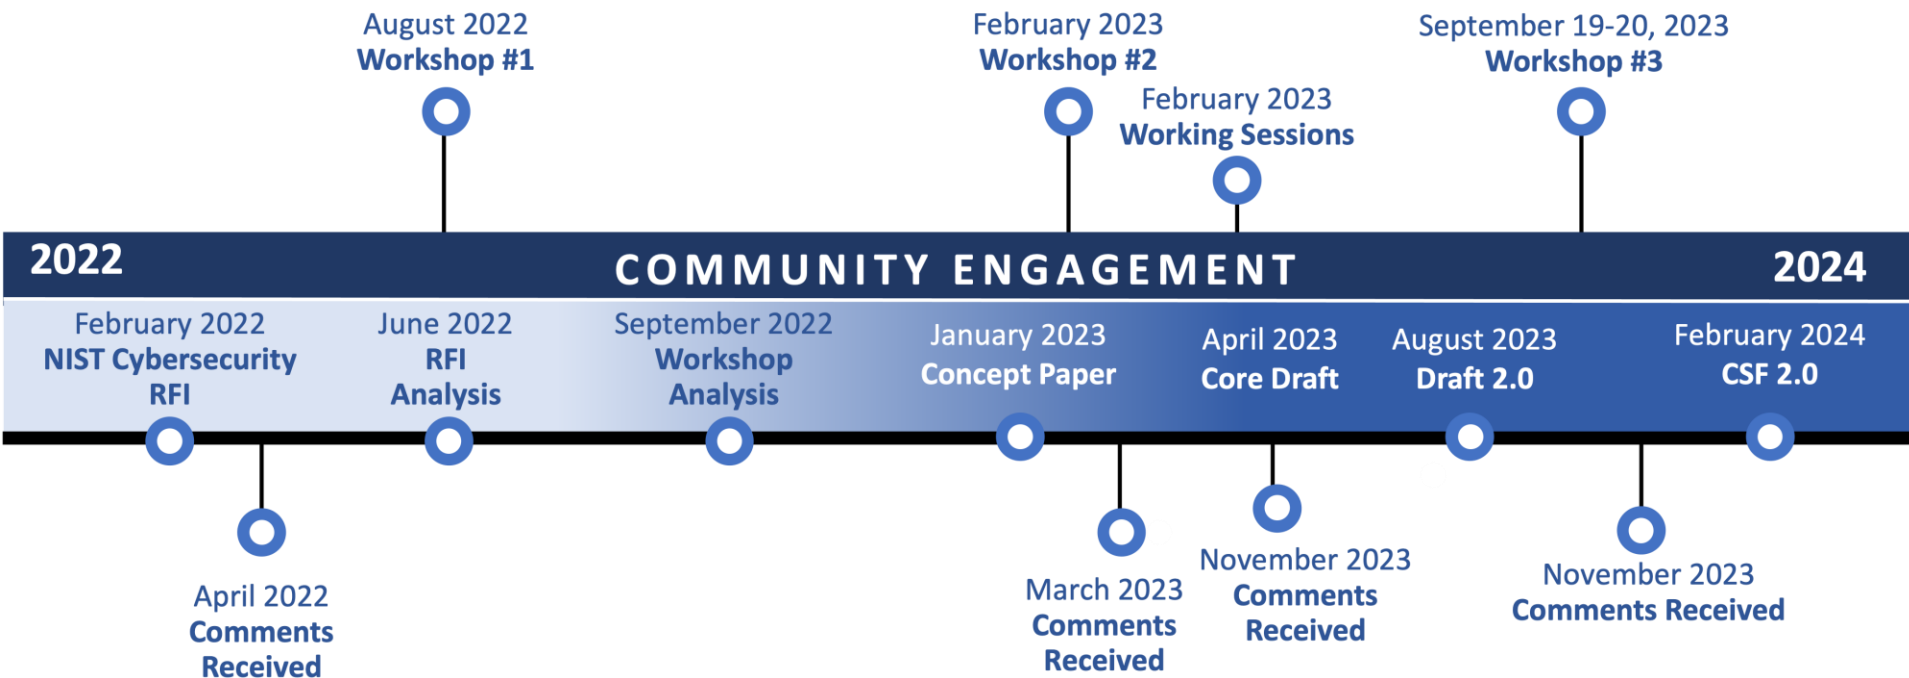 August 2022
Workshop #1
February 2023
Workshop #2
February 2023
Working Sessions
September 19-20, 2023
Workshop #3
2022
COMMUNITY ENGAGEMENT
2024
February 2022
NIST Cybersecurity
RFI
June 2022
RFI
Analysis
September 2022
Workshop
Analysis
January 2023
Concept Paper
April 2023
Core Draft
August 2023
Draft 2.0
February 2024
CSF 2.0
April 2022
Comments
Received
March 2023
Comments
Received
November 2023
Comments
Received
November 2023
Comments Received